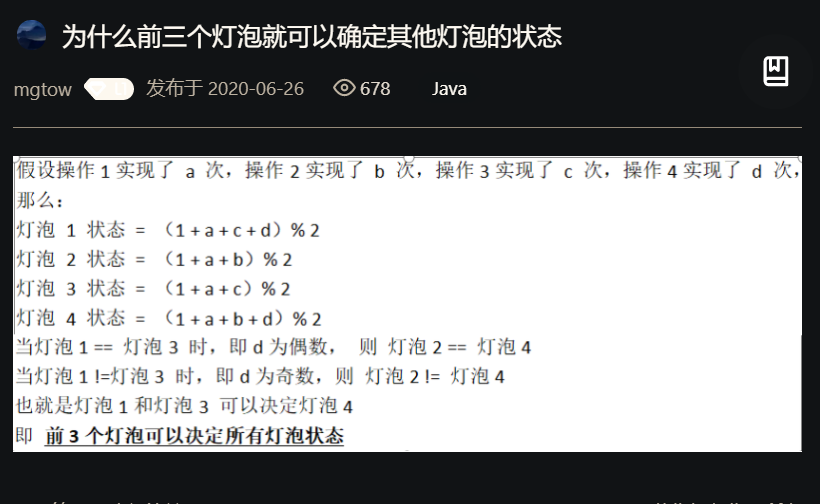 为什么前三个灯泡就可以确定其他灯泡的状态
mgtow 发布于 2020-06-26 678 Java
假设操作1实现了 a 次，操作2实现了 b 次，操作3实现了 c 次，操作4实现了 d 次，
那么：
灯泡 1 状态 = （1+a+c+d）%2
灯泡 2 状态 = （1+a+b）%2
灯泡 3 状态 = （1+a+c）%2
灯泡 4 状态 = （1+a+b+d）%2
当灯泡1== 灯泡3 时，即d为偶数， 则 灯泡2== 灯泡4
当灯泡1!=灯泡3 时，即d为奇数，则 灯泡2!= 灯泡4
也就是灯泡1和灯泡3 可以决定灯泡4
即 前3个灯泡可以决定所有灯泡状态